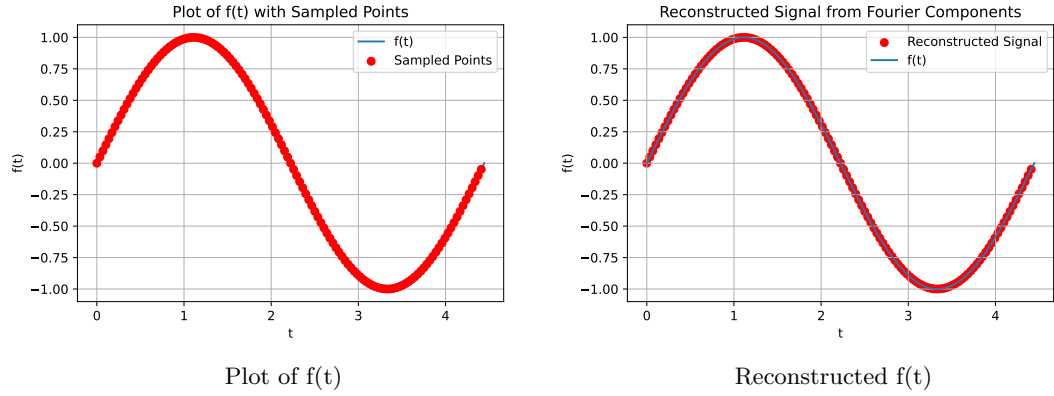 Plot of f(t) with Sampled Points
f(t)
Sampled Points
1.00
0.75
0.50
0.25
0.00
−0.25
−0.50
−0.75
−1.00
f(t)
0 1 2 3 4
t
Plot of f(t)
Reconstructed Signal from Fourier Components
Reconstructed Signal
f(t)
1.00
0.75
0.50
0.25
0.00
−0.25
−0.50
−0.75
−1.00
f(t)
0 1 2 3 4
t
Reconstructed f(t)